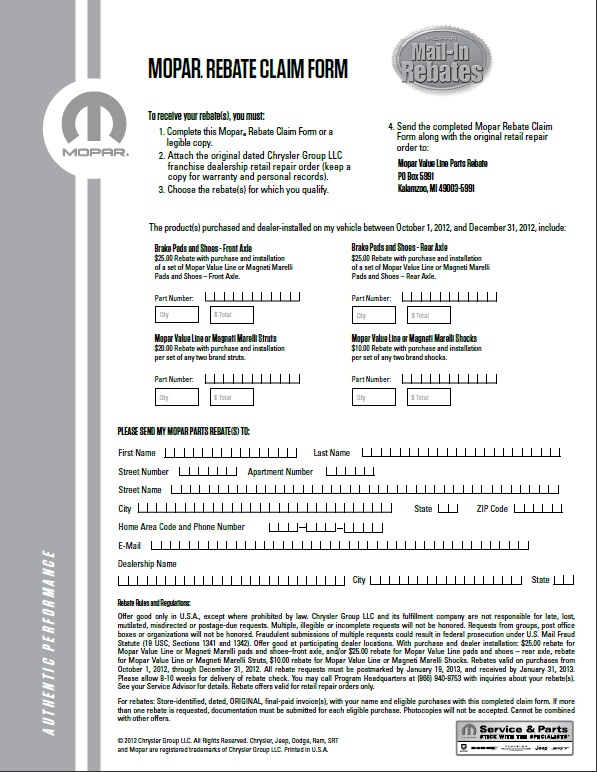 MOPAR® REBATE CLAIM FORM
MOPAR
Mail-In
Rebates
MOPAR®
To receive your rebate(s), you must:
1. Complete this Mopar® Rebate Claim Form or a
legible copy.
2. Attach the original dated Chrysler Group LLC
franchise dealership retail repair order (keep a
copy for warranty and personal records).
3. Choose the rebate(s) for which you qualify.
4. Send the completed Mopar Rebate Claim
Form along with the original retail repair
order to:
Mopar Value Line Parts Rebate
PO Box 5991
Kalamzoo, MI 49003-5991
The product(s) purchased and dealer-installed on my vehicle between October 1, 2012, and December 31, 2012, include:
Brake Pads and Shoes - Front Axle
$25.00 Rebate with purchase and installation
of a set of Mopar Value Line or Magneti Marelli
Pads and Shoes – Front Axle.
Part Number:
Qty $ Total
Brake Pads and Shoes - Rear Axle
$25.00 Rebate with purchase and installation
of a set of Mopar Value Line or Magneti Marelli
Pads and Shoes – Rear Axle.
Part Number:
Qty $ Total
Mopar Value Line or Magneti Marelli Struts
$20.00 Rebate with purchase and installation
per set of any two brand struts.
Part Number:
Qty $ Total
Mopar Value Line or Magneti Marelli Shocks
$10.00 Rebate with purchase and installation
per set of any two brand shocks.
Part Number:
Qty $ Total
PLEASE SEND MY MOPAR PARTS REBATE(S) TO:
First Name Last Name
Street Number Apartment Number
Street Name
City State ZIP Code
Home Area Code and Phone Number
E-Mail
Dealership Name
City State
Rebate Rules and Regulations:
Offer good only in U.S.A., except where prohibited by law. Chrysler Group LLC and its fulfillment company are not responsible for late, lost,
mutilated, misdirected or postage-due requests. Multiple, illegible or incomplete requests will not be honored. Requests from groups, post office
boxes or organizations will not be honored. Fraudulent submissions of multiple requests could result in federal prosecution under U.S. Mail Fraud
Statute (19 USC, Sections 1341 and 1342). Offer good at participating dealer locations. With purchase and dealer installation: $25.00 rebate for
Mopar Value Line or Magneti Marelli pads and shoes–front axle, and/or $25.00 rebate for Mopar Value Line pads and shoes – rear axle, rebate
for Mopar Value Line or Magneti Marelli Struts, $10.00 rebate for Mopar Value Line or Magneti Marelli Shocks. Rebates valid on purchases from
October 1, 2012, through December 31, 2012. All rebate requests must be postmarked by January 19, 2013, and received by January 31, 2013.
Please allow 8-10 weeks for delivery of rebate check. You may call Program Headquarters at (866) 940-9753 with inquiries about your rebate(s).
See your Service Advisor for details. Rebate offers valid for retail repair orders only.
For rebates: Store-identified, dated, ORIGINAL, final-paid invoice(s), with your name and eligible purchases with this completed claim form. If more
than one rebate is requested, documentation must be submitted for each eligible purchase. Photocopies will not be accepted. Cannot be combined
with other offers.
© 2012 Chrysler Group LLC. All Rights Reserved. Chrysler, Jeep, Dodge, Ram, SRT
and Mopar are registered trademarks of Chrysler Group LLC. Printed in U.S.A.
Service & Parts
STICK WITH THE SPECIALISTS®
Jeep
AUTHENTIC PERFORMANCE